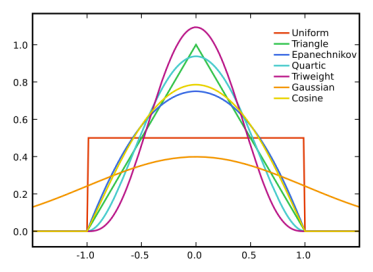 Uniform
Triangle
Epanechnikov
Quartic
Triweight
Gaussian
Cosine
1.0
0.8
0.6
0.4
0.2
0.0
-1.0 -0.5 0.0 0.5 1.0